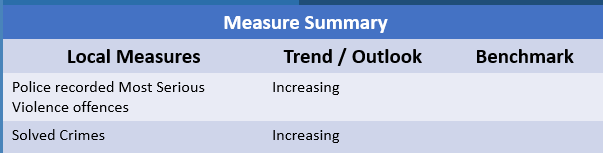 Measure Summary
Local Measures Trend / Outlook Benchmark
Police recorded Most Serious Increasing
Violence offences
Solved Crimes Increasing